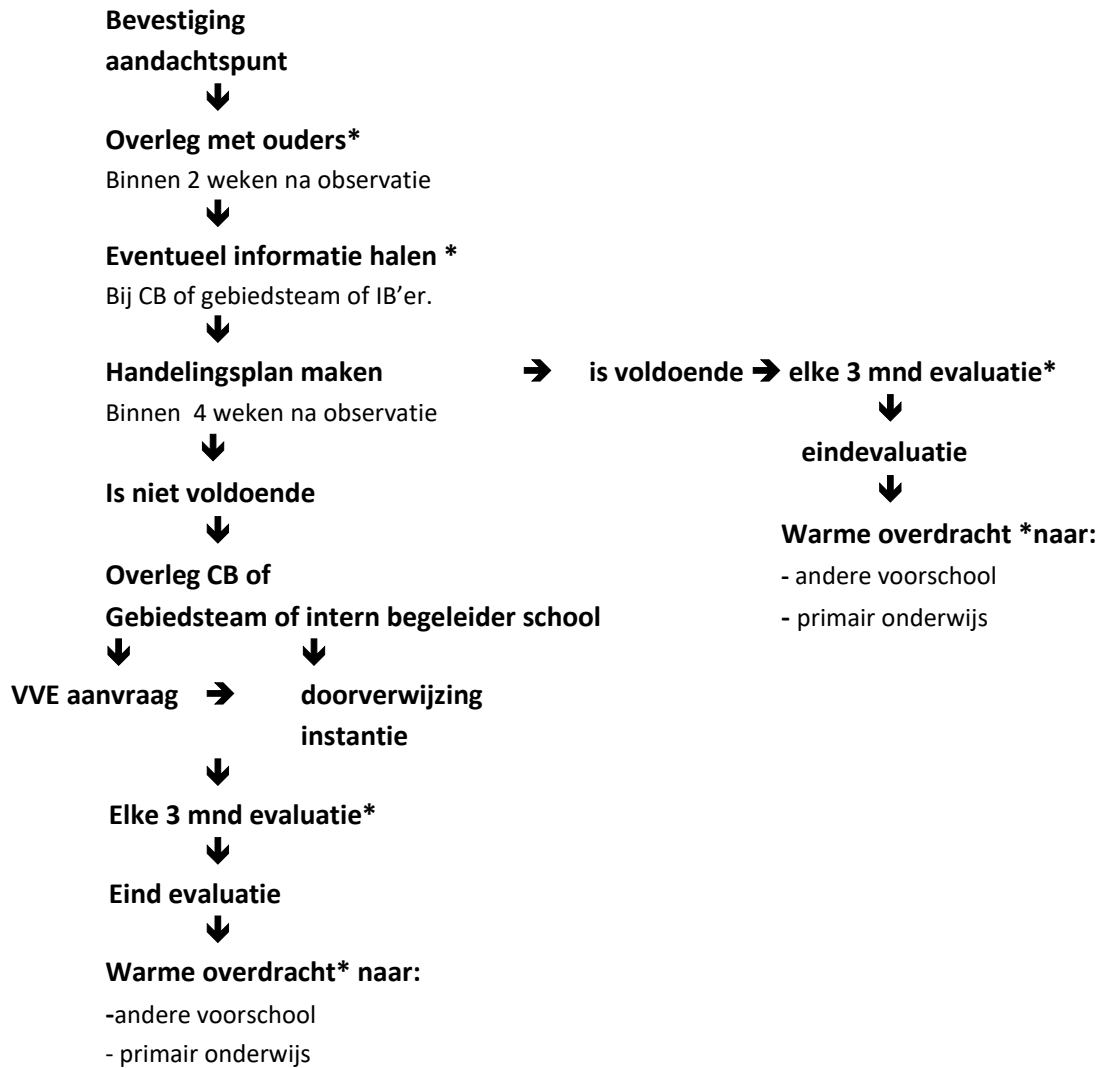 Bevestiging
aandachtspunt
🡻
Overleg met ouders*
Binnen 2 weken na observatie
🡻
Eventueel informatie halen *
Bij CB of gebiedsteam of IB’er.
🡻
Handelingsplan maken 🡺 is voldoende 🡺 elke 3 mnd evaluatie*
Binnen 4 weken na observatie 🡻
🡻 eindevaluatie
Is niet voldoende 🡻
🡻 Warme overdracht *naar:
Overleg CB of - andere voorschool
Gebiedsteam of intern begeleider school - primair onderwijs
🡻 🡻
VVE aanvraag 🡺 doorverwijzing
instantie
🡻
Elke 3 mnd evaluatie*
🡻
Eind evaluatie
🡻
Warme overdracht* naar:
-andere voorschool
- primair onderwijs